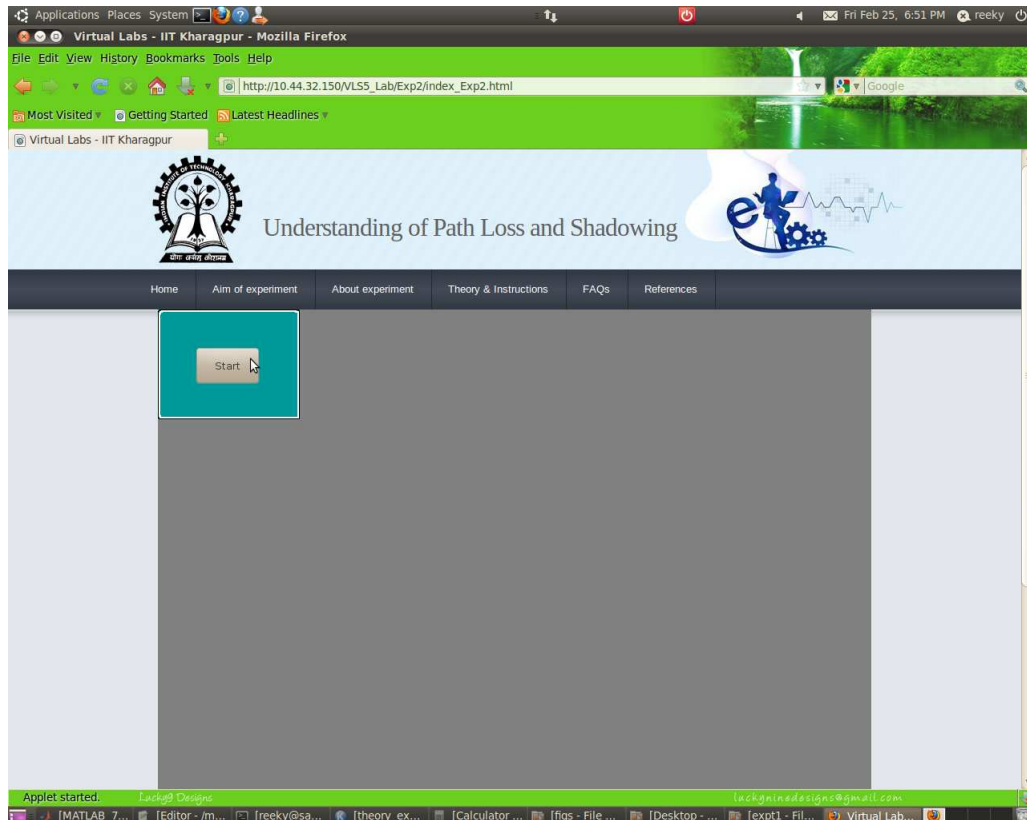 Applications Places System Fri Feb 25, 6:51 PM reeky
Virtual Labs - IIT Kharagpur - Mozilla Firefox
File Edit View History Bookmarks Tools Help
http://10.44.32.150/VLS5_Lab/Exp2/index_Exp2.html Google
Most Visited Getting Started Latest Headlines
Virtual Labs - IIT Kharagpur
Understanding of Path Loss and Shadowing
Home Aim of experiment About experiment Theory & Instructions FAQs References
Start
Applet started. Lucky9 Designs luckyninedesigns@gmail.com
[MATLAB 7... [Editor - /m... [reeky@sa... [theory_ex... [Calculator ... [figs - File ... [Desktop - ... [expt1 - Fil... Virtual Lab...